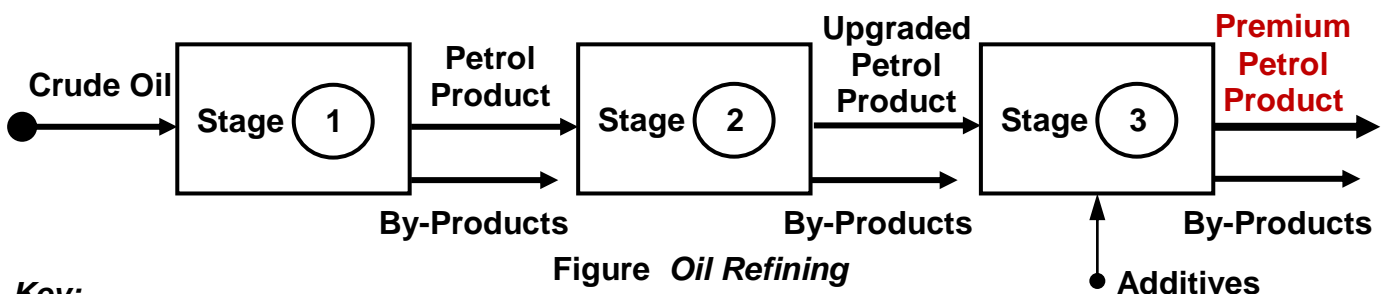 Crude Oil
Stage 1
Petrol
Product
By-Products
Stage 2
Upgraded
Petrol
Product
By-Products
Stage 3
Premium
Petrol
Product
By-Products
Additives
Figure Oil Refining
Key: